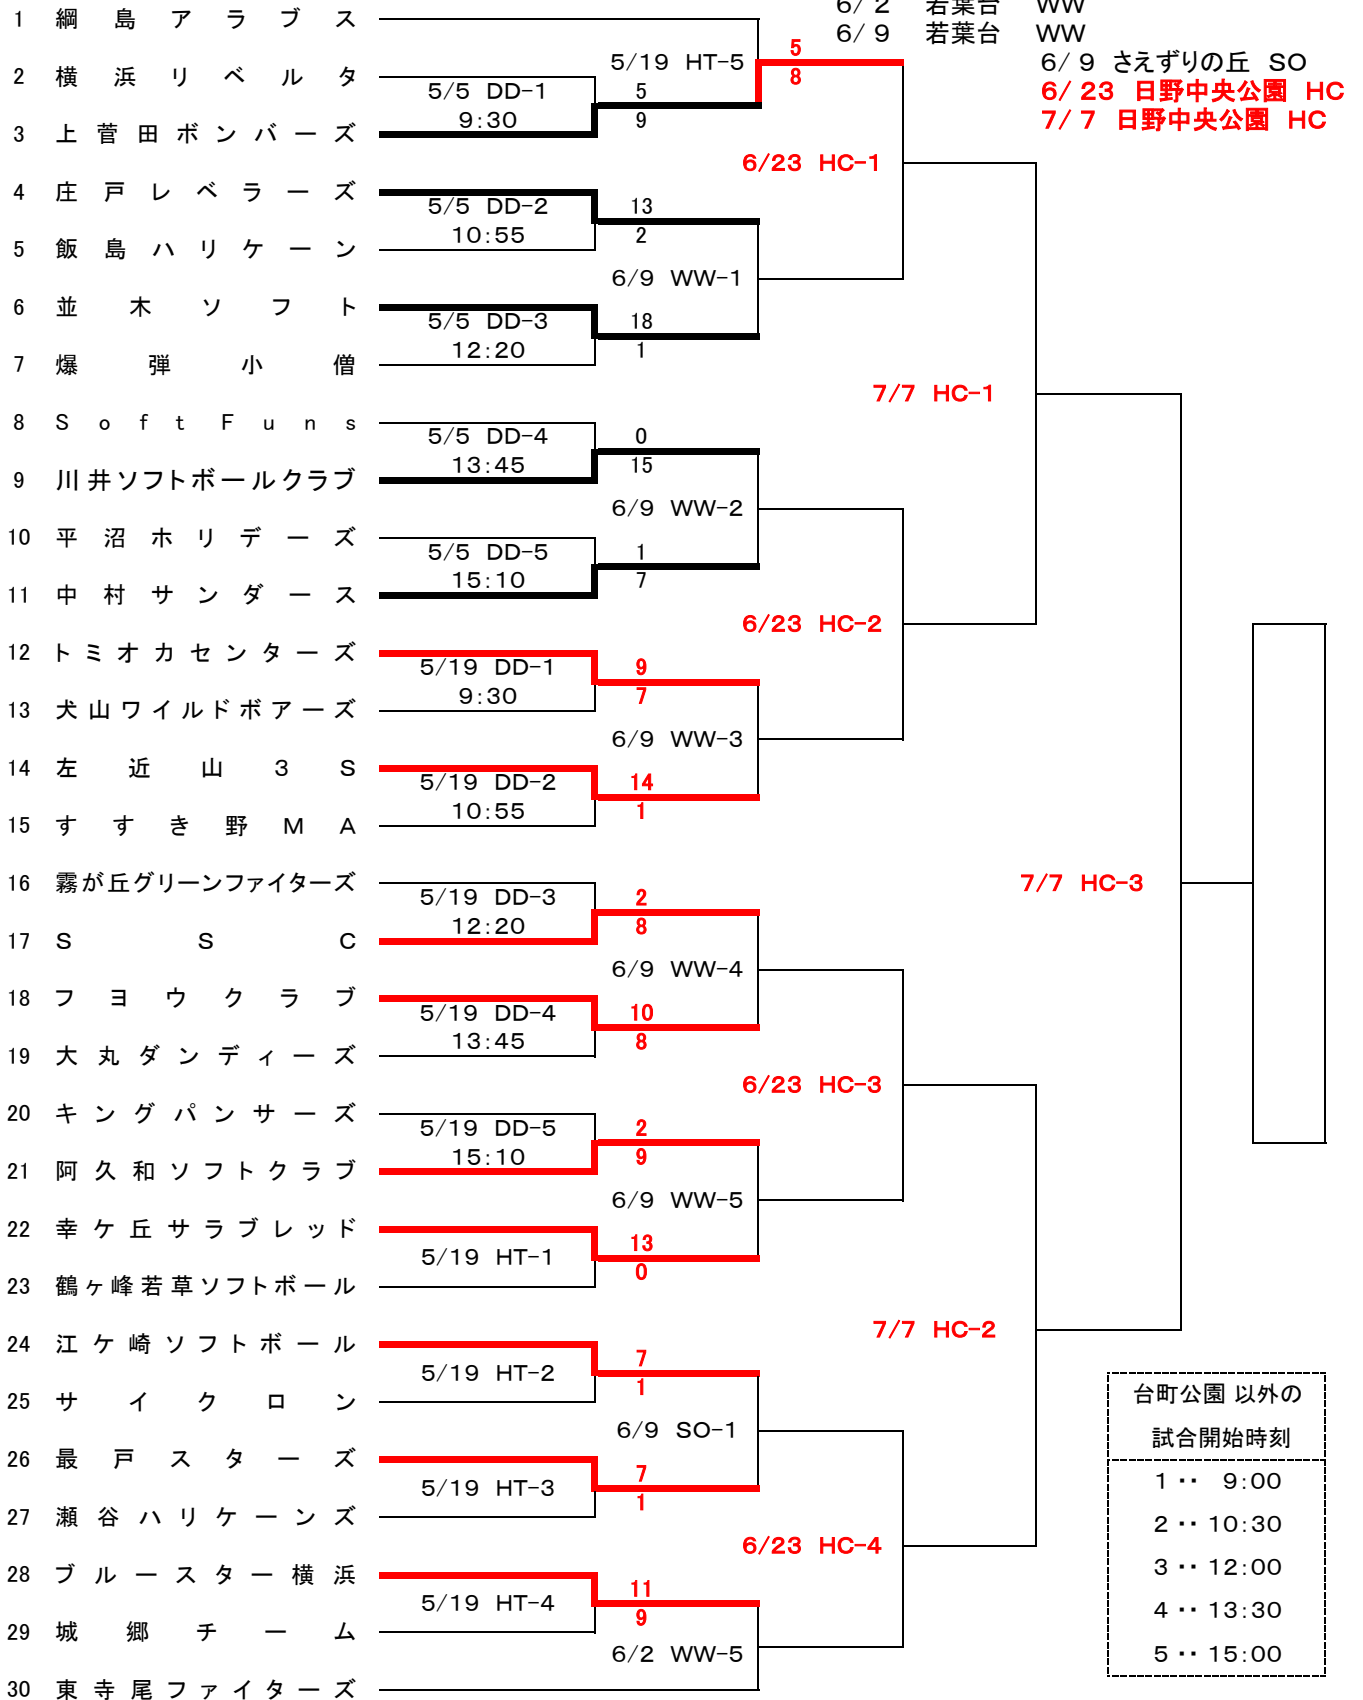 6/ 2 若葉台 WW
1 綱島アラブス
6/ 9 若葉台 WW
5/19 HT-5 5
6/ 9 さえずりの丘 SO
2 横浜リベルタ
8
5/5 DD-1 5
6/ 23 日野中央公園 HC
9:30 9
7/ 7 日野中央公園 HC
3 上菅田ボンバーズ
6/23 HC-1
4 庄戸レベラーズ
5/5 DD-2 13
10:55 2
5 飯島ハリケーン
6/9 WW-1
6 並木ソフト
5/5 DD-3 18
12:20 1
7 爆弾小僧
7/7 HC-1
8 Soft Funs
5/5 DD-4 0
13:45 15
9 川井ソフトボールクラブ
6/9 WW-2
10 平沼ホリデーズ
5/5 DD-5 1
15:10 7
11 中村サンダース
6/23 HC-2
12 トミオカセンターズ
5/19 DD-1 9
9:30 7
13 犬山ワイルドボアーズ
6/9 WW-3
14 左近山3S
5/19 DD-2 14
10:55 1
15 すすき野MA
16 霧が丘グリーンファイターズ
7/7 HC-3
5/19 DD-3 2
12:20 8
17 SSC
6/9 WW-4
18 フヨウクラブ
5/19 DD-4 10
13:45 8
19 大丸ダンディーズ
6/23 HC-3
20 キングパンサーズ
5/19 DD-5 2
15:10 9
21 阿久和ソフトクラブ
6/9 WW-5
22 幸ケ丘サラブレッド
13
5/19 HT-1
0
23 鶴ヶ峰若草ソフトボール
7/7 HC-2
24 江ケ崎ソフトボール
7
5/19 HT-2
1
25 サイクロン
6/9 SO-1
26 最戸スターズ
7
5/19 HT-3
1
27 瀬谷ハリケーンズ
6/23 HC-4
28 ブルースター横浜
11
5/19 HT-4
9
29 城郷チーム
6/2 WW-5
30 東寺尾ファイターズ
台町公園 以外の
試合開始時刻
1 ‥ 9:00
2 ‥ 10:30
3 ‥ 12:00
4 ‥ 13:30
5 ‥ 15:00